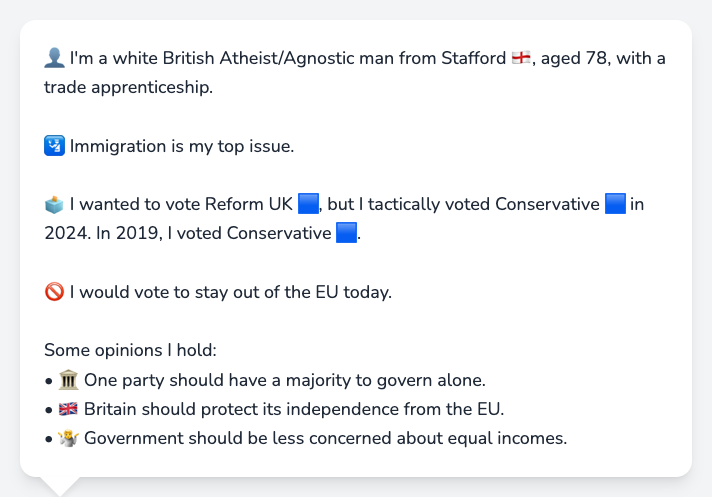 👤 I'm a white British Atheist/Agnostic man from Stafford 🏴󠁧󠁢󠁥󠁮󠁧󠁿, aged 78, with a
trade apprenticeship.
🛂 Immigration is my top issue.
🗳️ I wanted to vote Reform UK 🟦, but I tactically voted Conservative 🟦 in
2024. In 2019, I voted Conservative 🟦.
🚫 I would vote to stay out of the EU today.
Some opinions I hold:
• 🏛️ One party should have a majority to govern alone.
• 🇬🇧 Britain should protect its independence from the EU.
• 🤷 Government should be less concerned about equal incomes.